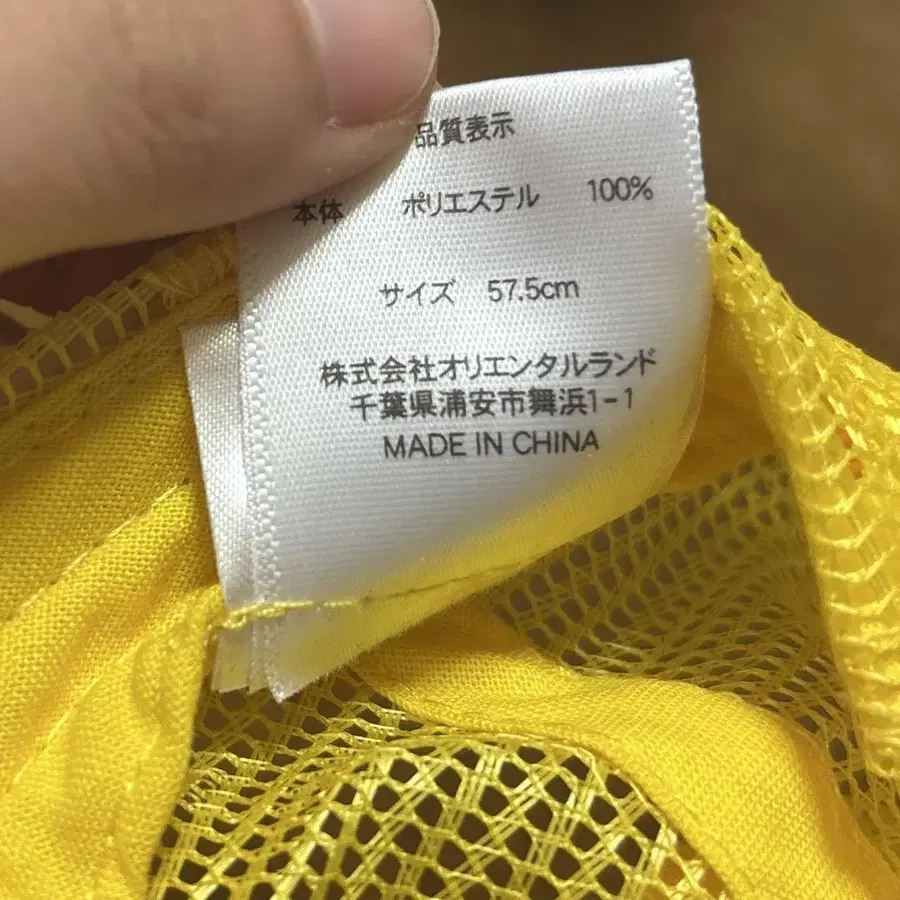 品質表示
本体 ポリエステル 100%
サイズ 57.5cm
株式会社オリエンタルランド
千葉県浦安市舞浜1-1
MADE IN CHINA